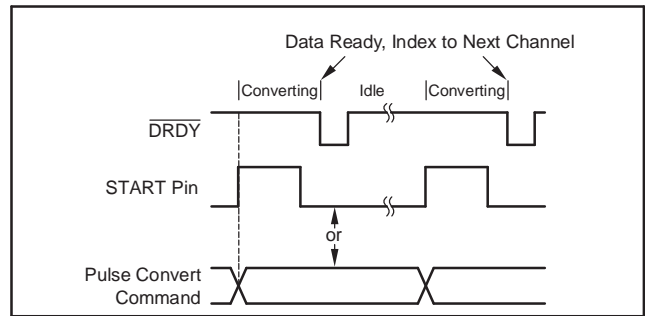 Data Ready, Index to Next Channel
Converting Idle Converting
DRDY
START Pin
or
Pulse Convert
Command